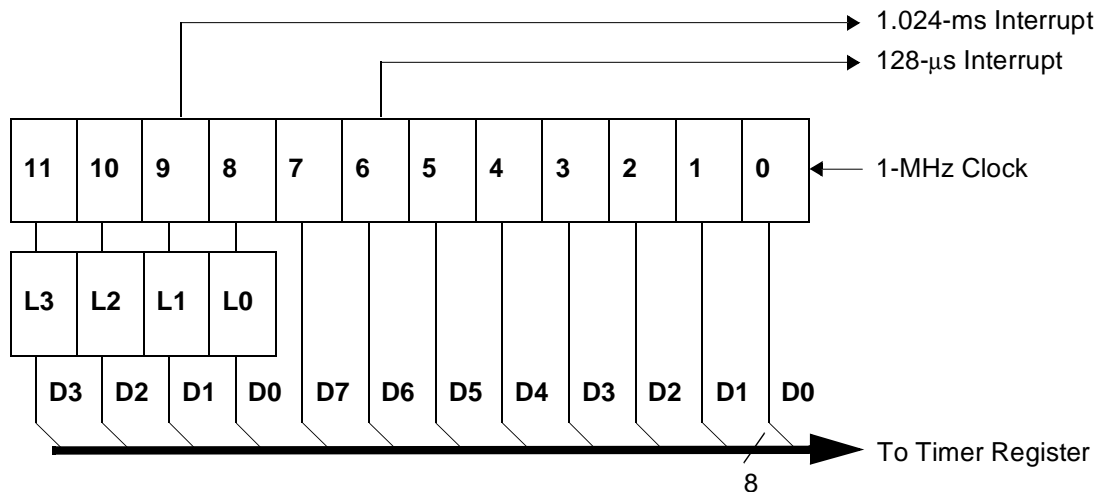 1.024-ms Interrupt
128-μs Interrupt
11 10 9 8 7 6 5 4 3 2 1 0
1-MHz Clock
L3 L2 L1 L0
D3 D2 D1 D0 D7 D6 D5 D4 D3 D2 D1 D0
To Timer Register
8